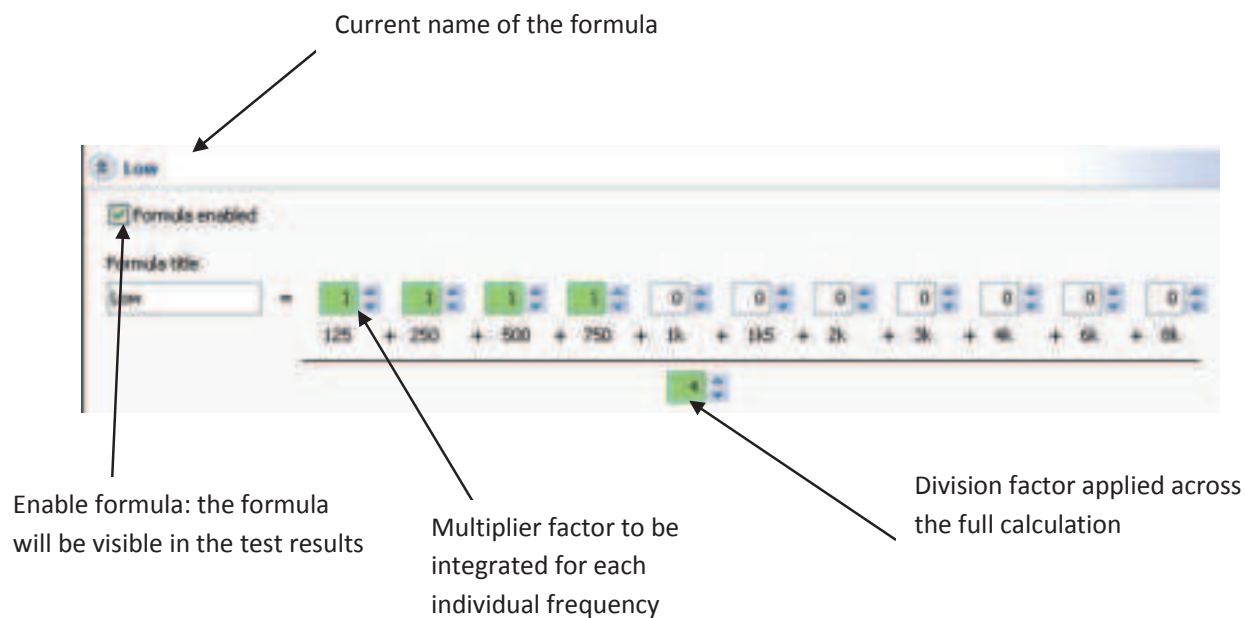 Current name of the formula
Low
Formula enabled
Formula title
Low = 1 1 1 1 0 0 0 0 0 0 0
125 + 250 + 500 + 750 + 1k + 1k5 + 2k + 3k + 4k + 6k + 8k
4
Enable formula: the formula
will be visible in the test results
Multiplier factor to be
integrated for each
individual frequency
Division factor applied across
the full calculation